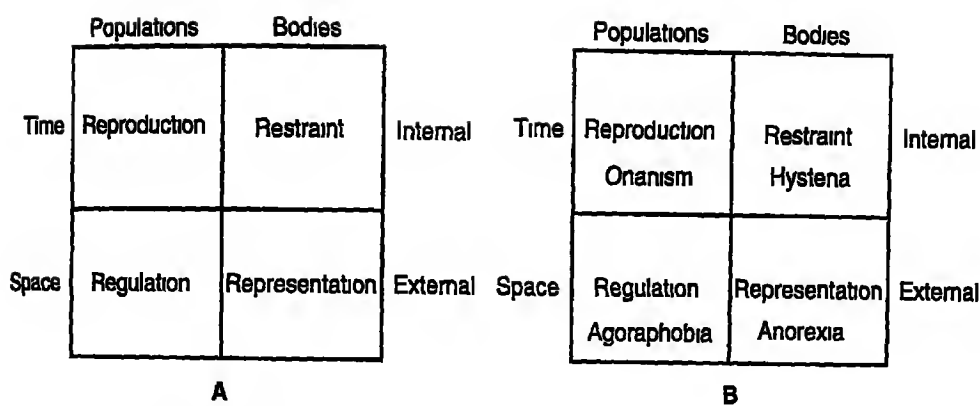 Populations Bodies
Time Reproduction Restraint Internal
Space Regulation Representation External
A
Populations Bodies
Time Reproduction Restraint Internal
Onanism Hystena
Space Regulation Representation External
Agoraphobia Anorexia
B